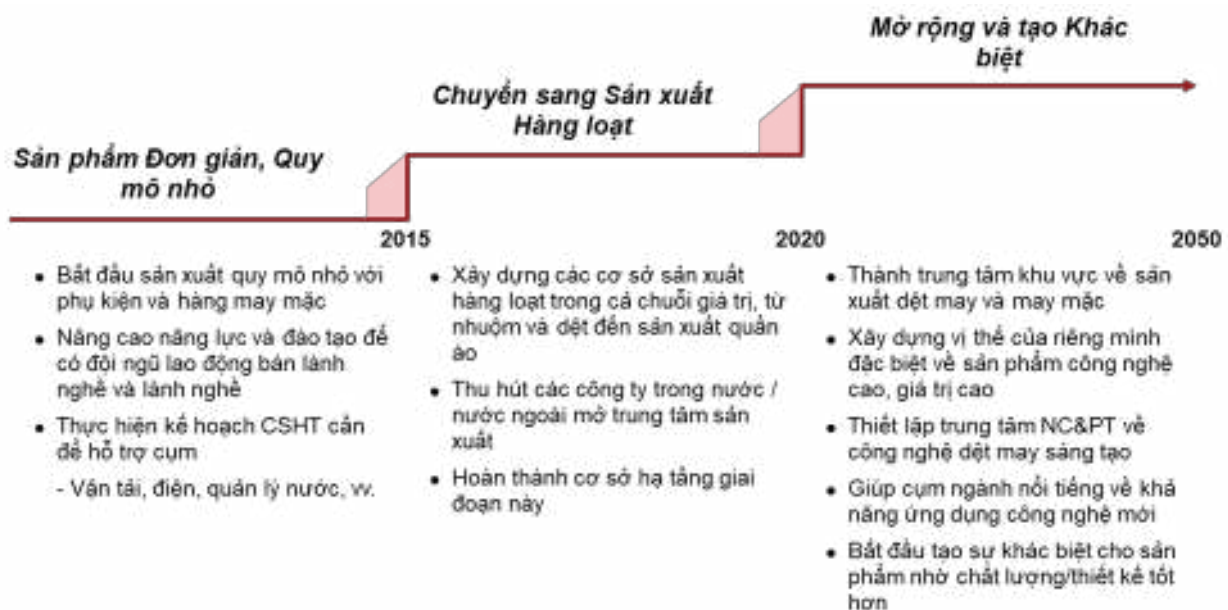 Mở rộng và tạo Khác
biệt
Chuyển sang Sản xuất
Hàng loạt
Sản phẩm Đơn giản, Quy
mô nhỏ
2015
2020
2050
• Bắt đầu sản xuất quy mô nhỏ với
phụ kiện và hàng may mặc
• Nâng cao năng lực và đào tạo để
có đội ngũ lao động bán lành
nghề và lành nghề
• Thực hiện kế hoạch CSHT cần
để hỗ trợ cụm
- Vận tải, điện, quản lý nước, vv.
• Xây dựng các cơ sở sản xuất
hàng loạt trong cả chuỗi giá trị, từ
nhuộm và dệt đến sản xuất quần
áo
• Thu hút các công ty trong nước /
nước ngoài mở trung tâm sản
xuất
• Hoàn thành cơ sở hạ tầng giai
đoạn này
• Thành trung tâm khu vực về sản
xuất dệt may và may mặc
• Xây dựng vị thế của riêng mình
đặc biệt về sản phẩm công nghệ
cao, giá trị cao
• Thiết lập trung tâm NC&PT về
công nghệ dệt may sáng tạo
• Giúp cụm ngành nổi tiếng về khả
năng ứng dụng công nghệ mới
• Bắt đầu tạo sự khác biệt cho sản
phẩm nhờ chất lượng/thiết kế tốt
hơn